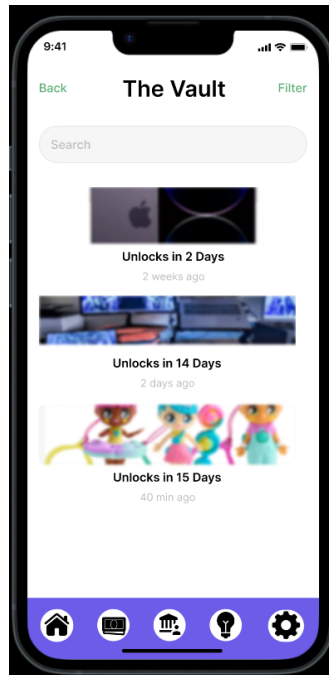 9:41
Back The Vault Filter
Search
Unlocks in 2 Days
2 weeks ago
Unlocks in 14 Days
2 days ago
Unlocks in 15 Days
40 min ago